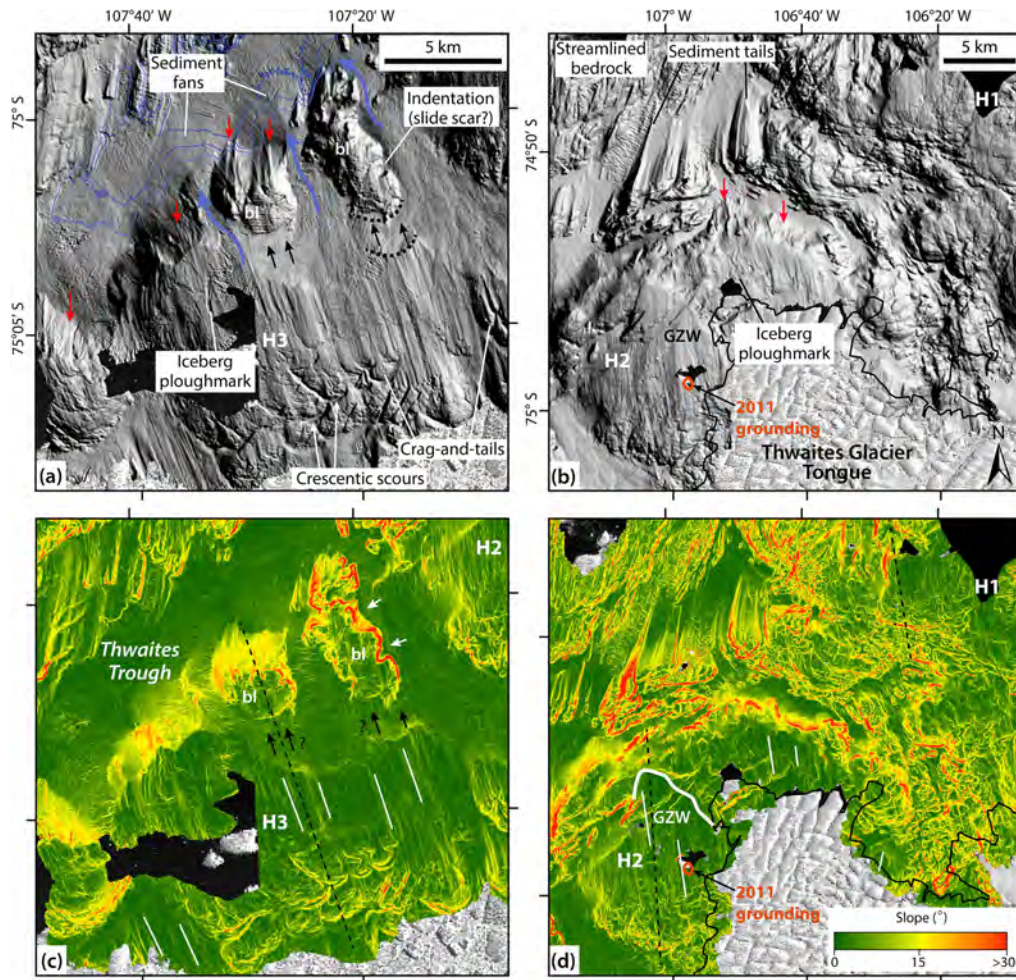 107°40' W
107°20' W
107° W
106°40' W
106°20' W
5 km
Sediment
fans
Indentation
(slide scar?)
75° S
bl
bl
75°05' S
H3
Iceberg
ploughmark
Crag-and-tails
Crescentic scours
(a)
Streamlined
bedrock
Sediment tails
5 km
H1
74°50' S
GZW
H2
Iceberg
ploughmark
75° S
2011
grounding
Thwaites Glacier
Tongue
N
(b)
H2
Thwaites
Trough
bl
bl
?
?
H3
(c)
H1
GZW
H2
2011
grounding
Slope (°)
0
15
>30
(d)